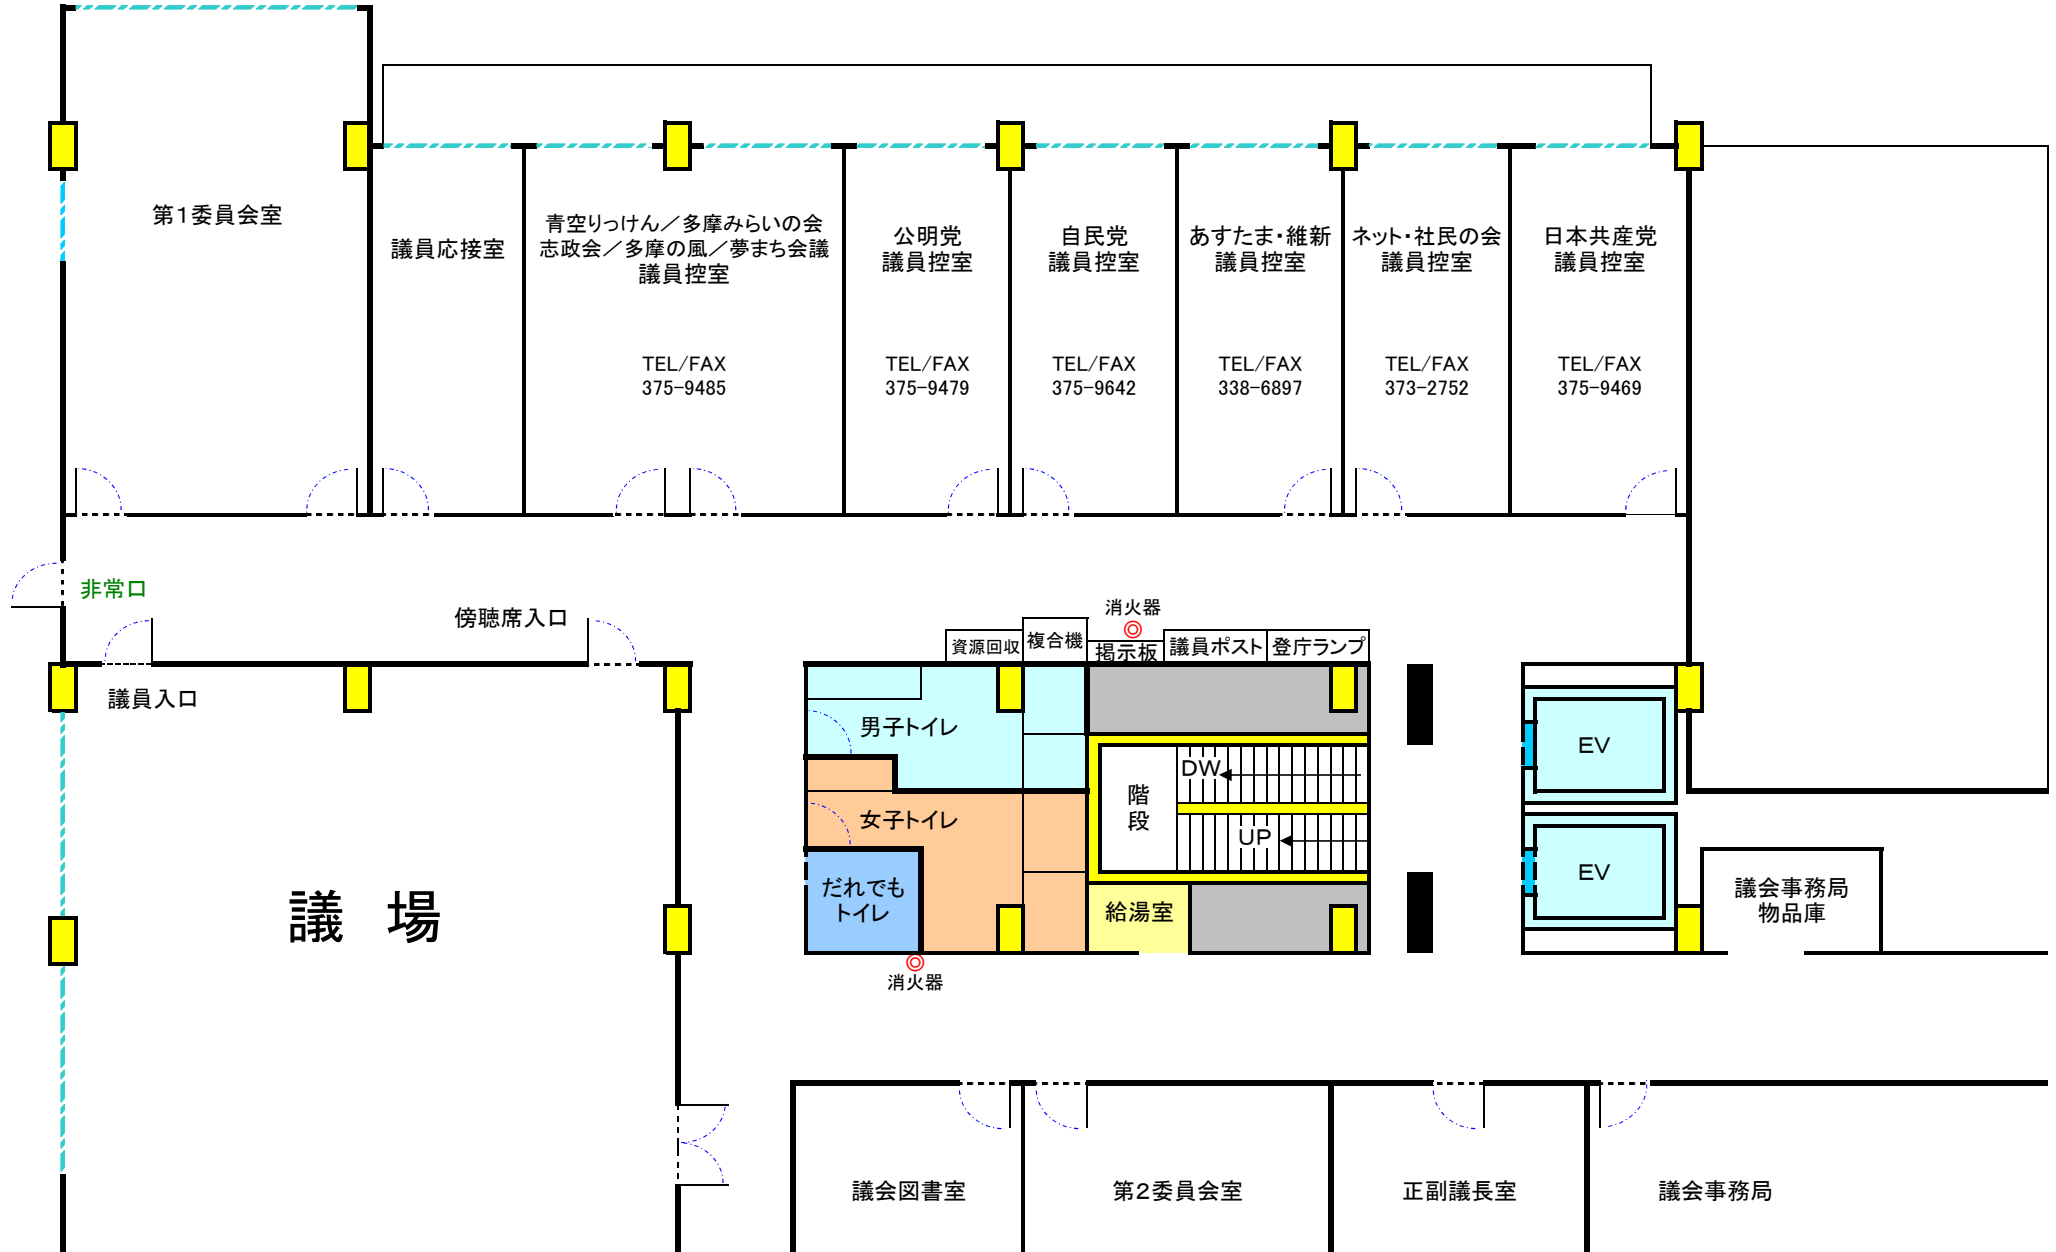 第１委員会室
議員応接室
青空りっけん／多摩みらいの会
志政会／多摩の風／夢まち会議
議員控室
TEL/FAX
375-9485
公明党
議員控室
TEL/FAX
375-9479
自民党
議員控室
TEL/FAX
375-9642
あすたま・維新
議員控室
TEL/FAX
338-6897
ネット・社民の会
議員控室
TEL/FAX
373-2752
日本共産党
議員控室
TEL/FAX
375-9469
非常口
傍聴席入口
議員入口
消火器
資源回収
複合機
掲示板
議員ポスト
登庁ランプ
男子トイレ
女子トイレ
だれでも
トイレ
階
段
DW
UP
給湯室
消火器
EV
EV
議会事務局
物品庫
議　場
議会図書室
第２委員会室
正副議長室
議会事務局